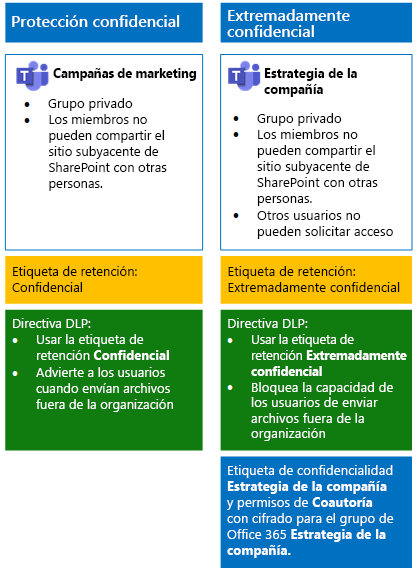 Protección confidencial
Campañas de marketing
• Grupo privado
• Los miembros no
pueden compartir el
sitio subyacente de
SharePoint con otras
personas.
Etiqueta de retención:
Confidencial
Directiva DLP:
• Usar la etiqueta de
retención Confidencial
• Advierte a los usuarios
cuando envían archivos
fuera de la organización
Extremadamente
confidencial
Estrategia de la
compañía
• Grupo privado
• Los miembros no
pueden compartir el
sitio subyacente de
SharePoint con otras
personas.
• Otros usuarios no
pueden solicitar acceso
Etiqueta de retención:
Extremadamente confidencial
Directiva DLP:
• Usar la etiqueta de
retención Extremadamente
confidencial
• Bloquea la capacidad de
los usuarios de enviar
archivos fuera de la
organización
Etiqueta de confidencialidad
Estrategia de la compañía
y permisos de Coautoría
con cifrado para el grupo de
Office 365 Estrategia de la
compañía.